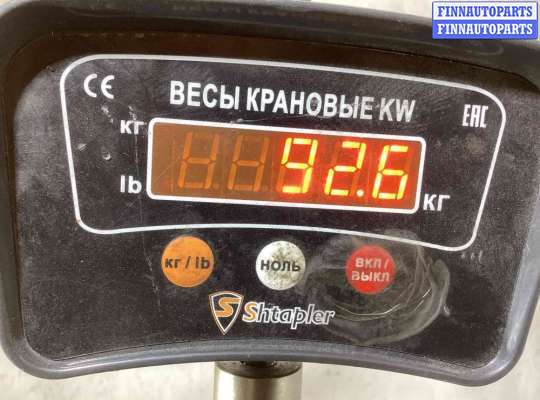 FINNAUTOPARTS
FINNAUTOPARTS
CE
ВЕСЫ КРАНОВЫЕ KW
EAC
кг
lb
92.6
кг
кг / lb
НОЛЬ
ВКЛ /
ВЫКЛ
S Shtapler